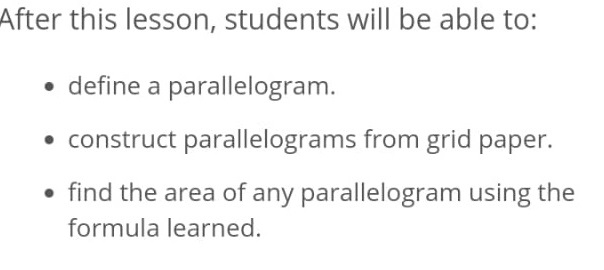 After this lesson, students will be able to:
• define a parallelogram.
• construct parallelograms from grid paper.
• find the area of any parallelogram using the
formula learned.